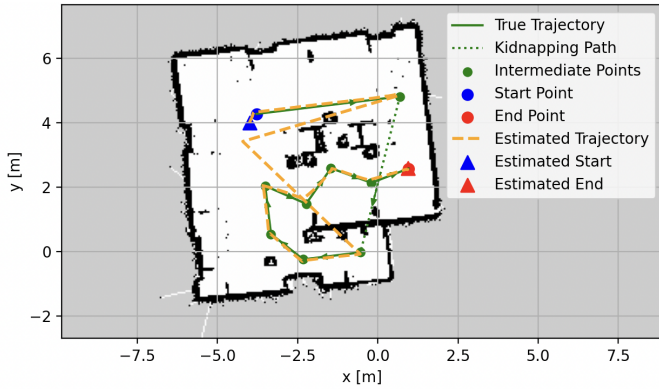 True Trajectory
Kidnapping Path
Intermediate Points
Start Point
End Point
Estimated Trajectory
Estimated Start
Estimated End
6
4
2
0
−2
y [m]
−7.5 −5.0 −2.5 0.0 2.5 5.0 7.5
x [m]